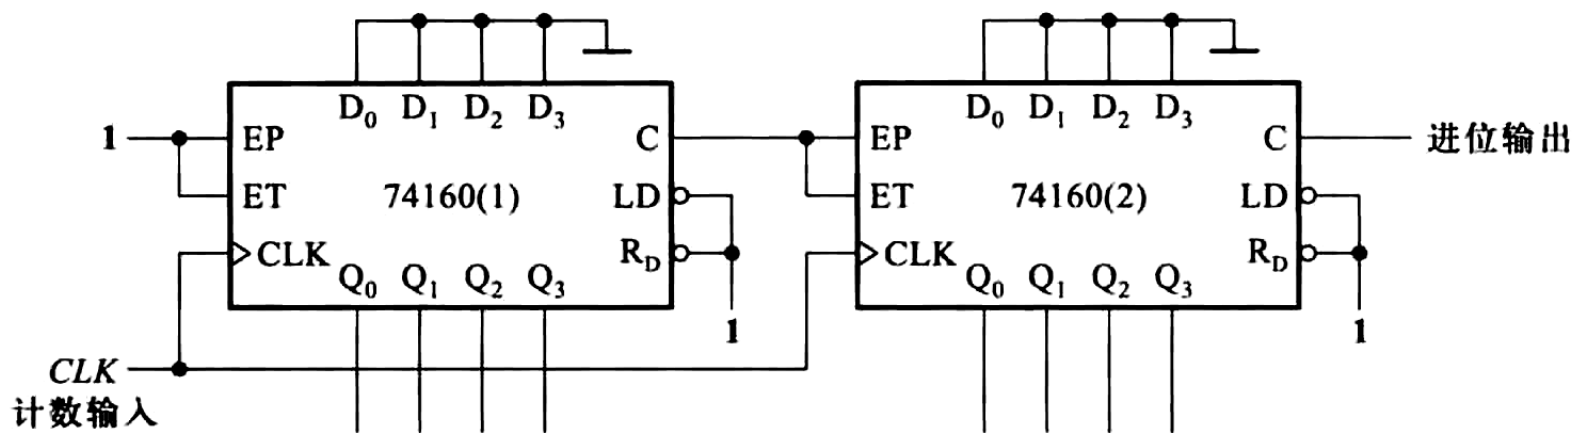 D₀ D₁ D₂ D₃ D₀ D₁ D₂ D₃
1 EP C EP C 进位输出
ET 74160(1) LD ET 74160(2) LD
CLK R_D CLK R_D
Q₀ Q₁ Q₂ Q₃ Q₀ Q₁ Q₂ Q₃
1 1
CLK
计数输入